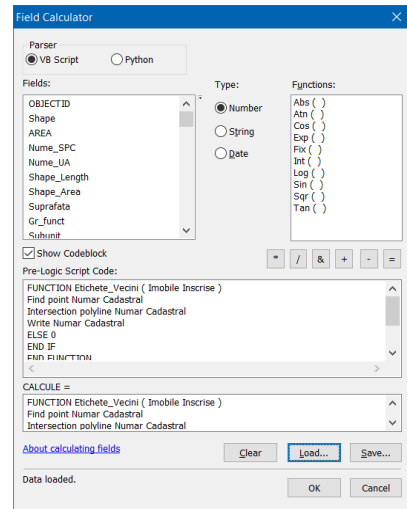 Field Calculator
Parser
VB Script
Python
Fields:
OBJECTID
Shape
AREA
Nume_SPC
Nume_UA
Shape_Length
Shape_Area
Suprafata
Gr_funct
Subunit
Type:
Number
String
Date
Functions:
Abs ( )
Atn ( )
Cos ( )
Exp ( )
Fix ( )
Int ( )
Log ( )
Sin ( )
Sqr ( )
Tan ( )
Show Codeblock
* / & + - =
Pre-Logic Script Code:
FUNCTION Etichete_Vecini ( Imobile Inscrise )
Find point Numar Cadastral
Intersection polyline Numar Cadastral
Write Numar Cadastral
ELSE 0
END IF
END FUNCTION
CALCULE =
FUNCTION Etichete_Vecini ( Imobile Inscrise )
Find point Numar Cadastral
Intersection polyline Numar Cadastral
About calculating fields
Clear
Load...
Save...
Data loaded.
OK
Cancel